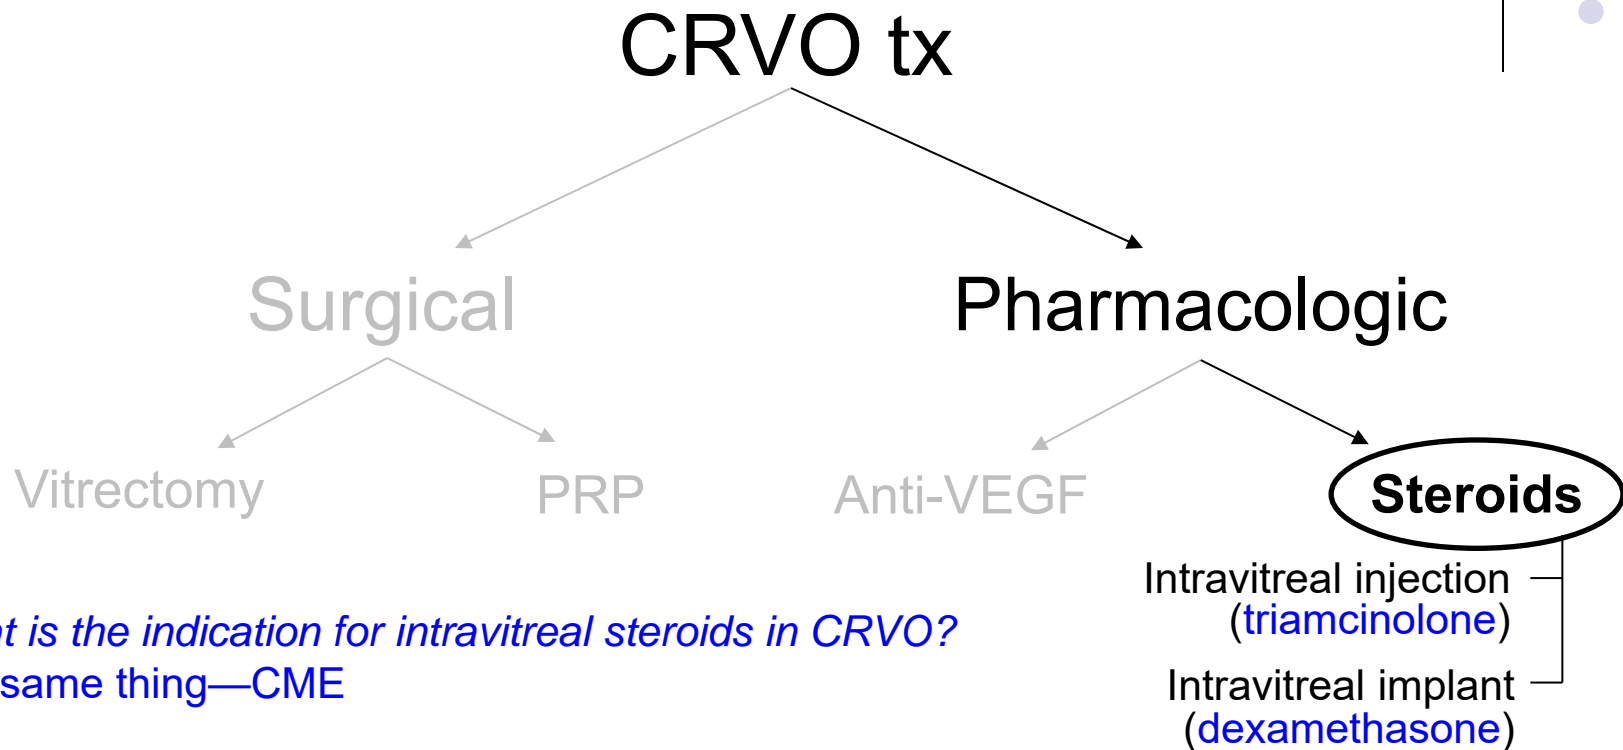 CRVO tx
Surgical Pharmacologic
Vitrectomy PRP Anti-VEGF Steroids
Intravitreal injection
(triamcinolone)
is the indication for intravitreal steroids in CRVO?
same thing—CME
Intravitreal implant
(dexamethasone)